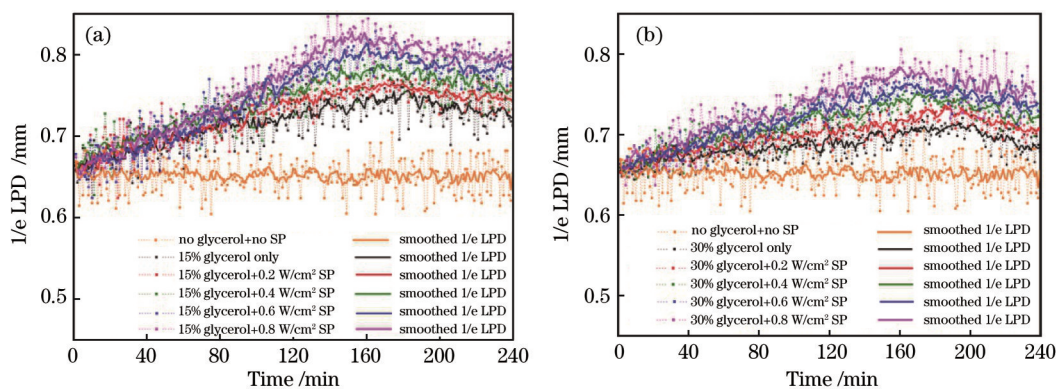 (a)
1/e LPD /mm
0.8
0.7
0.6
0.5
no glycerol+no SP smoothed 1/e LPD
15% glycerol only smoothed 1/e LPD
15% glycerol+0.2 W/cm² SP smoothed 1/e LPD
15% glycerol+0.4 W/cm² SP smoothed 1/e LPD
15% glycerol+0.6 W/cm² SP smoothed 1/e LPD
15% glycerol+0.8 W/cm² SP smoothed 1/e LPD
0 40 80 120 160 200 240
Time /min
(b)
1/e LPD /mm
0.8
0.7
0.6
0.5
no glycerol+no SP smoothed 1/e LPD
30% glycerol only smoothed 1/e LPD
30% glycerol+0.2 W/cm² SP smoothed 1/e LPD
30% glycerol+0.4 W/cm² SP smoothed 1/e LPD
30% glycerol+0.6 W/cm² SP smoothed 1/e LPD
30% glycerol+0.8 W/cm² SP smoothed 1/e LPD
0 40 80 120 160 200 240
Time /min